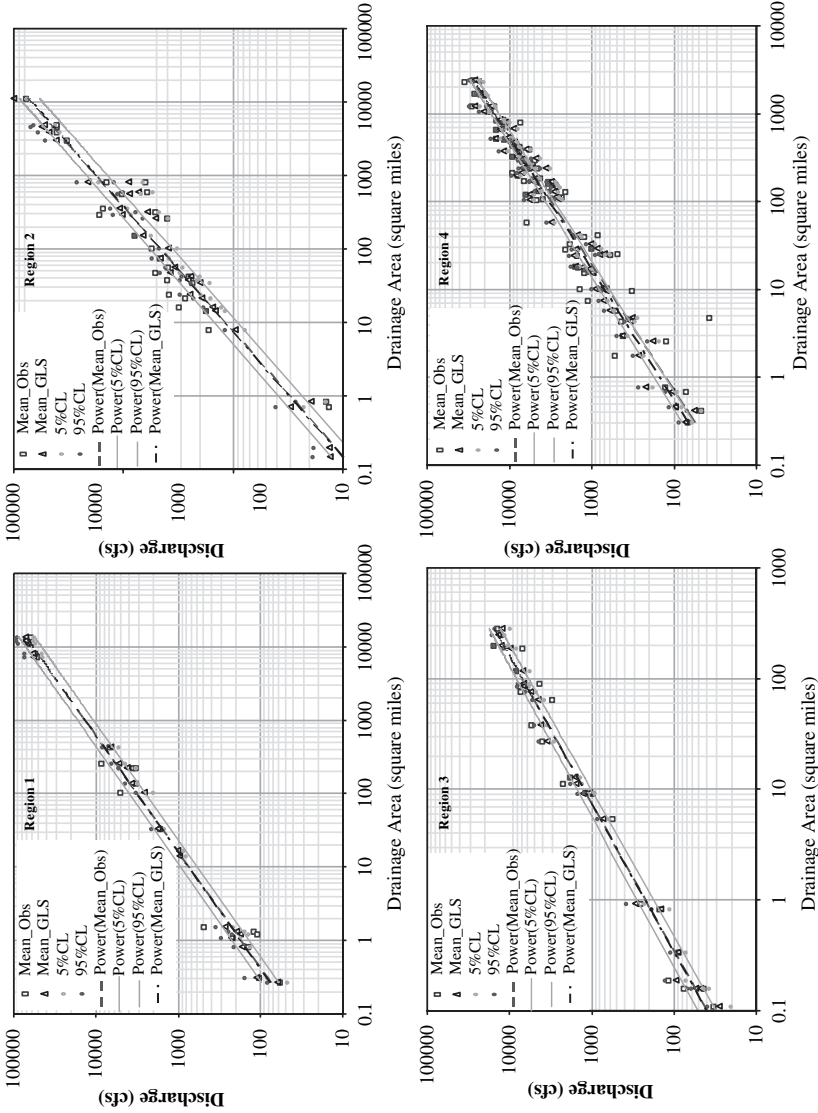 100000
10000
1000
100
10
Discharge (cfs)
Region 1
Mean_Obs
Mean_GLS
5%CL
95%CL
Power(Mean_Obs)
Power(5%CL)
Power(95%CL)
Power(Mean_GLS)
0.1 1 10 100 1000 10000 100000
Drainage Area (square miles)
100000
10000
1000
100
10
Discharge (cfs)
Region 2
Mean_Obs
Mean_GLS
5%CL
95%CL
Power(Mean_Obs)
Power(5%CL)
Power(95%CL)
Power(Mean_GLS)
0.1 1 10 100 1000 10000 100000
Drainage Area (square miles)
100000
10000
1000
100
10
Discharge (cfs)
Region 3
Mean_Obs
Mean_GLS
5%CL
95%CL
Power(Mean_Obs)
Power(5%CL)
Power(95%CL)
Power(Mean_GLS)
0.1 1 10 100 1000
Drainage Area (square miles)
100000
10000
1000
100
10
Discharge (cfs)
Region 4
Mean_Obs
Mean_GLS
5%CL
95%CL
Power(Mean_Obs)
Power(5%CL)
Power(95%CL)
Power(Mean_GLS)
0.1 1 10 100 1000 10000
Drainage Area (square miles)